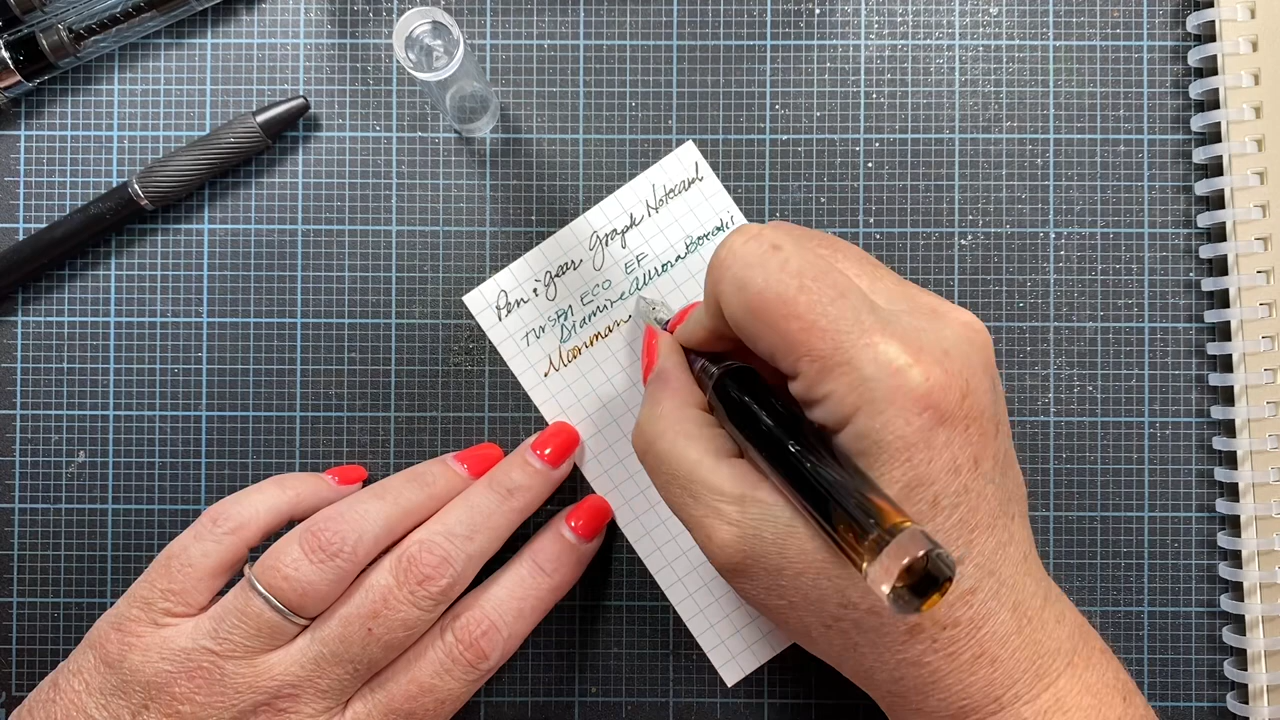 Pen + gear Graph Notecard
TWSBI ECO EF
Diamine Aurora Borealis
Moonman